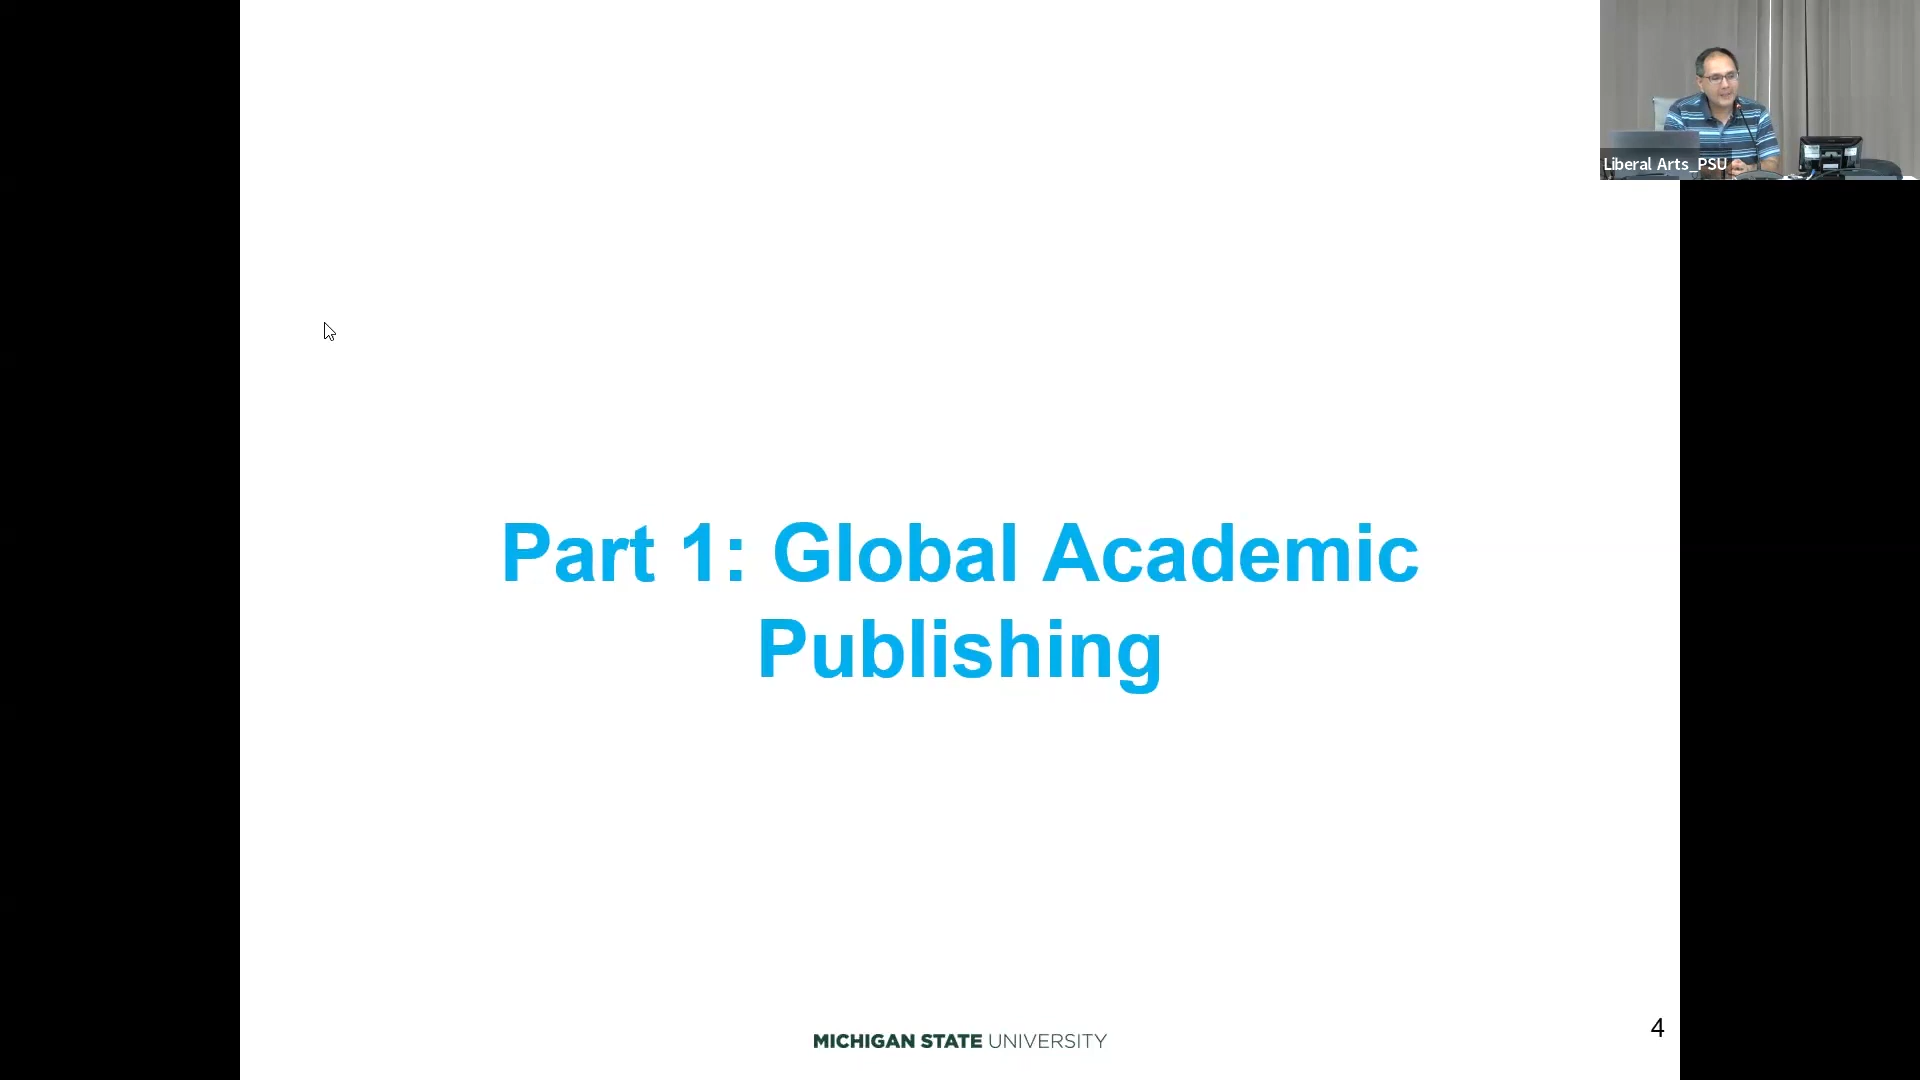 Liberal Arts_PSU
Part 1: Global Academic
Publishing
MICHIGAN STATE UNIVERSITY
4